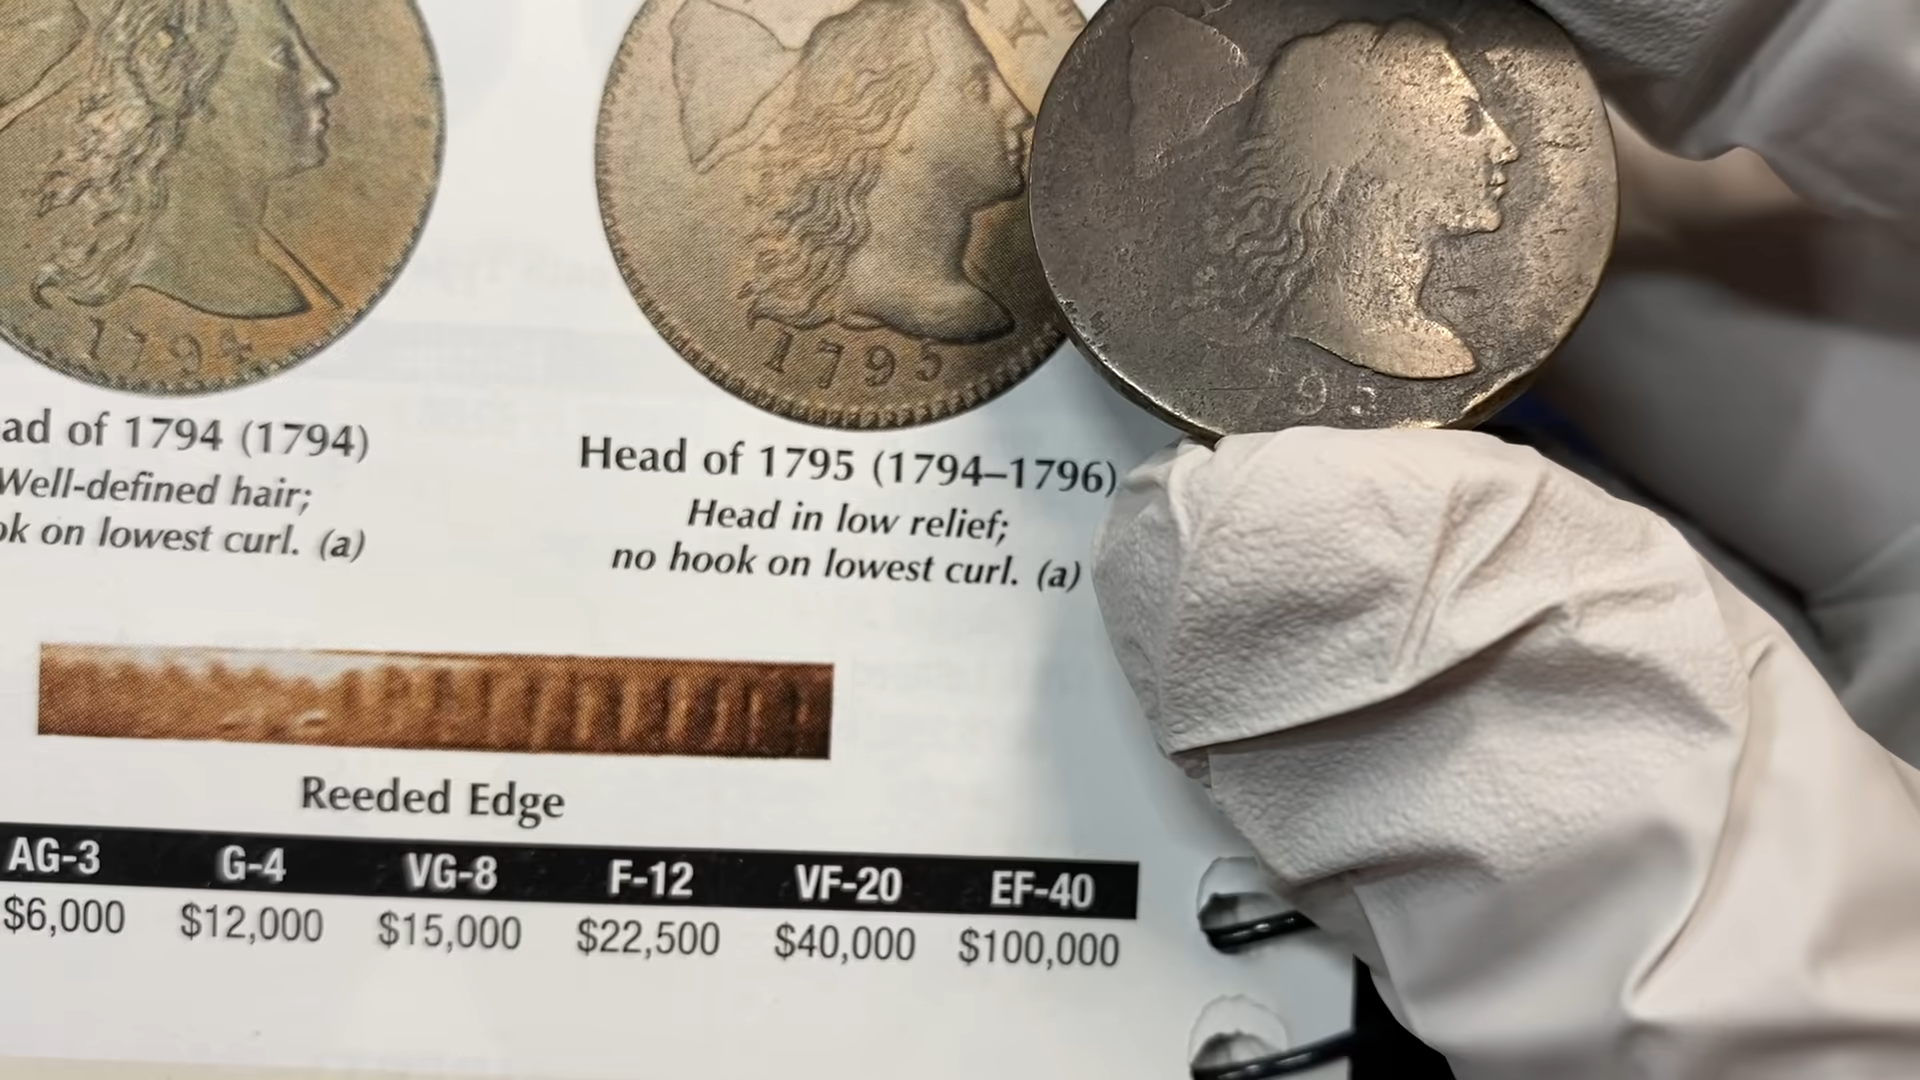 1794
1795
Y
93
ad of 1794 (1794)
Well-defined hair;
ok on lowest curl. (a)
Head of 1795 (1794–1796)
Head in low relief;
no hook on lowest curl. (a)
Reeded Edge
AG-3 G-4 VG-8 F-12 VF-20 EF-40
$6,000 $12,000 $15,000 $22,500 $40,000 $100,000